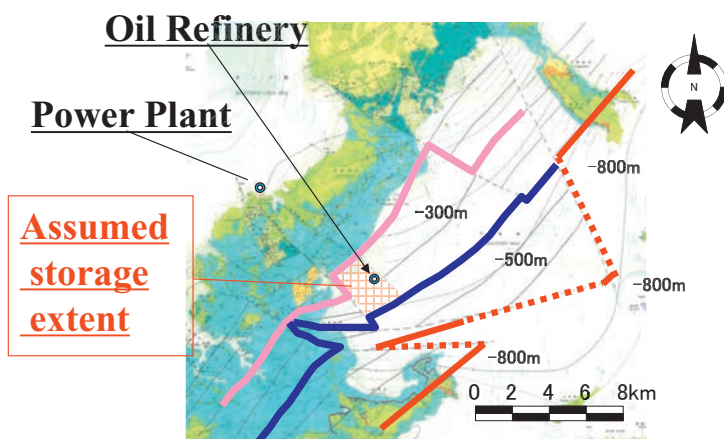 Oil Refinery
Power Plant
N
-800m
-300m
Assumed
storage
extent
-500m
-800m
-800m
0 2 4 6 8km